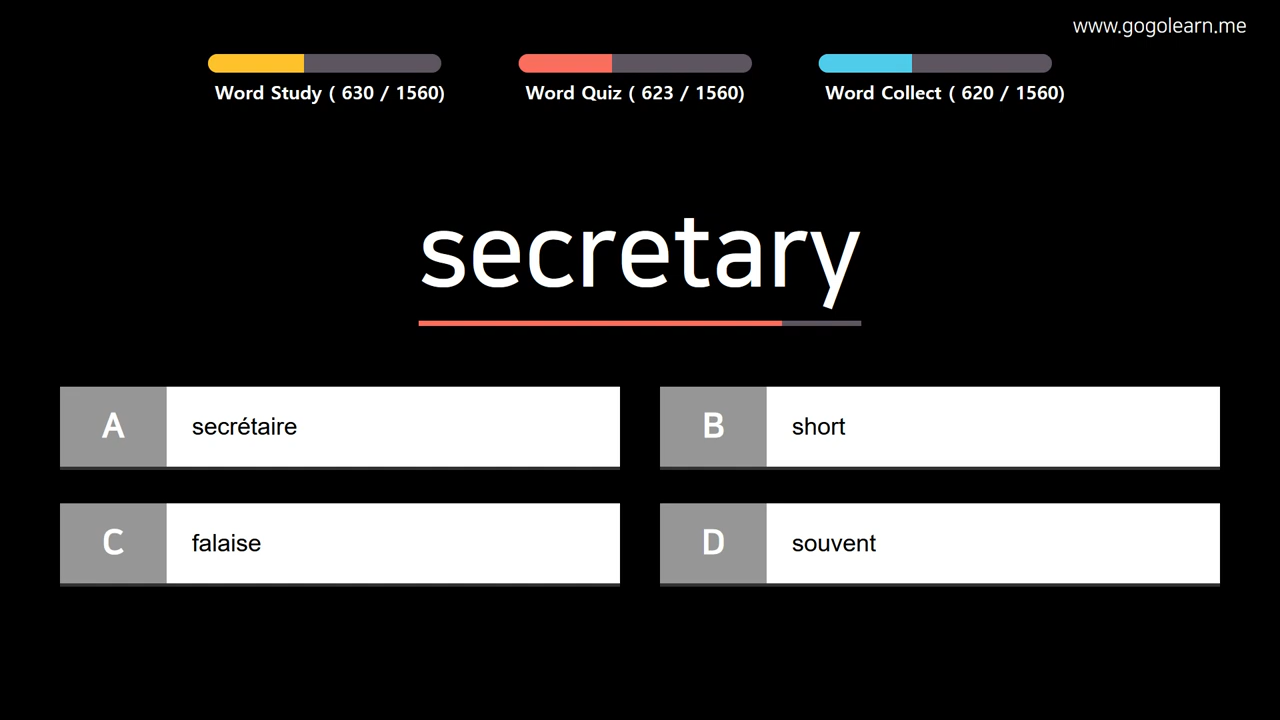 www.gogolearn.me
Word Study ( 630 / 1560)
Word Quiz ( 623 / 1560)
Word Collect ( 620 / 1560)
secretary
A secrétaire
B short
C falaise
D souvent